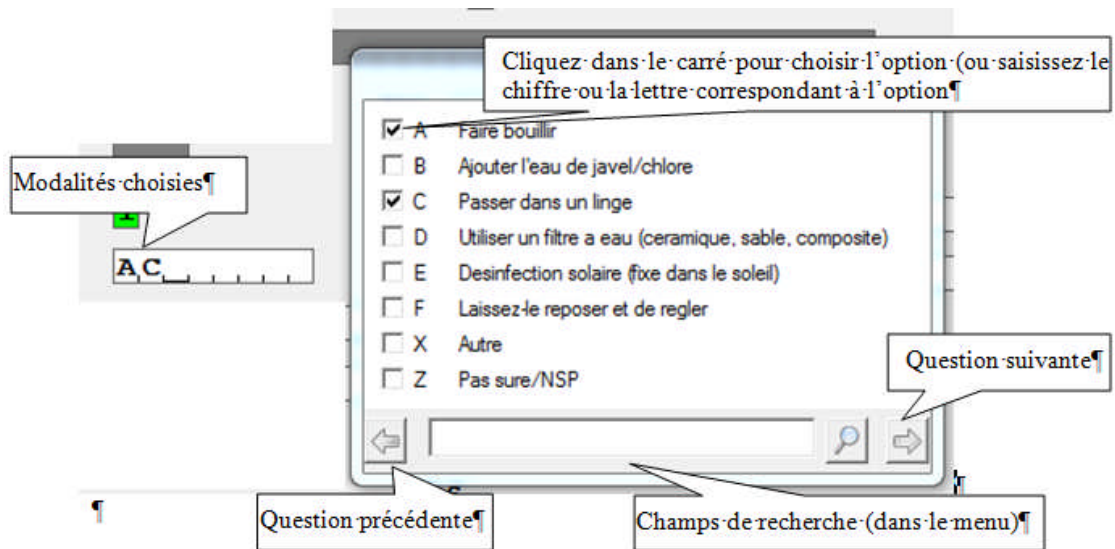 Cliquez dans le carré pour choisir l’option (ou saisissez le
chiffre ou la lettre correspondant à l’option¶
A Faire bouillir
B Ajouter l'eau de javel/chlore
Modalités choisies¶
C Passer dans un linge
D Utiliser un filtre a eau (ceramique, sable, composite)
AC
E Desinfection solaire (fixe dans le soleil)
F Laissez-le reposer et de regler
X Autre
Question suivante¶
Z Pas sure/NSP
¶
Question précédente¶
Champs de recherche (dans le menu)¶